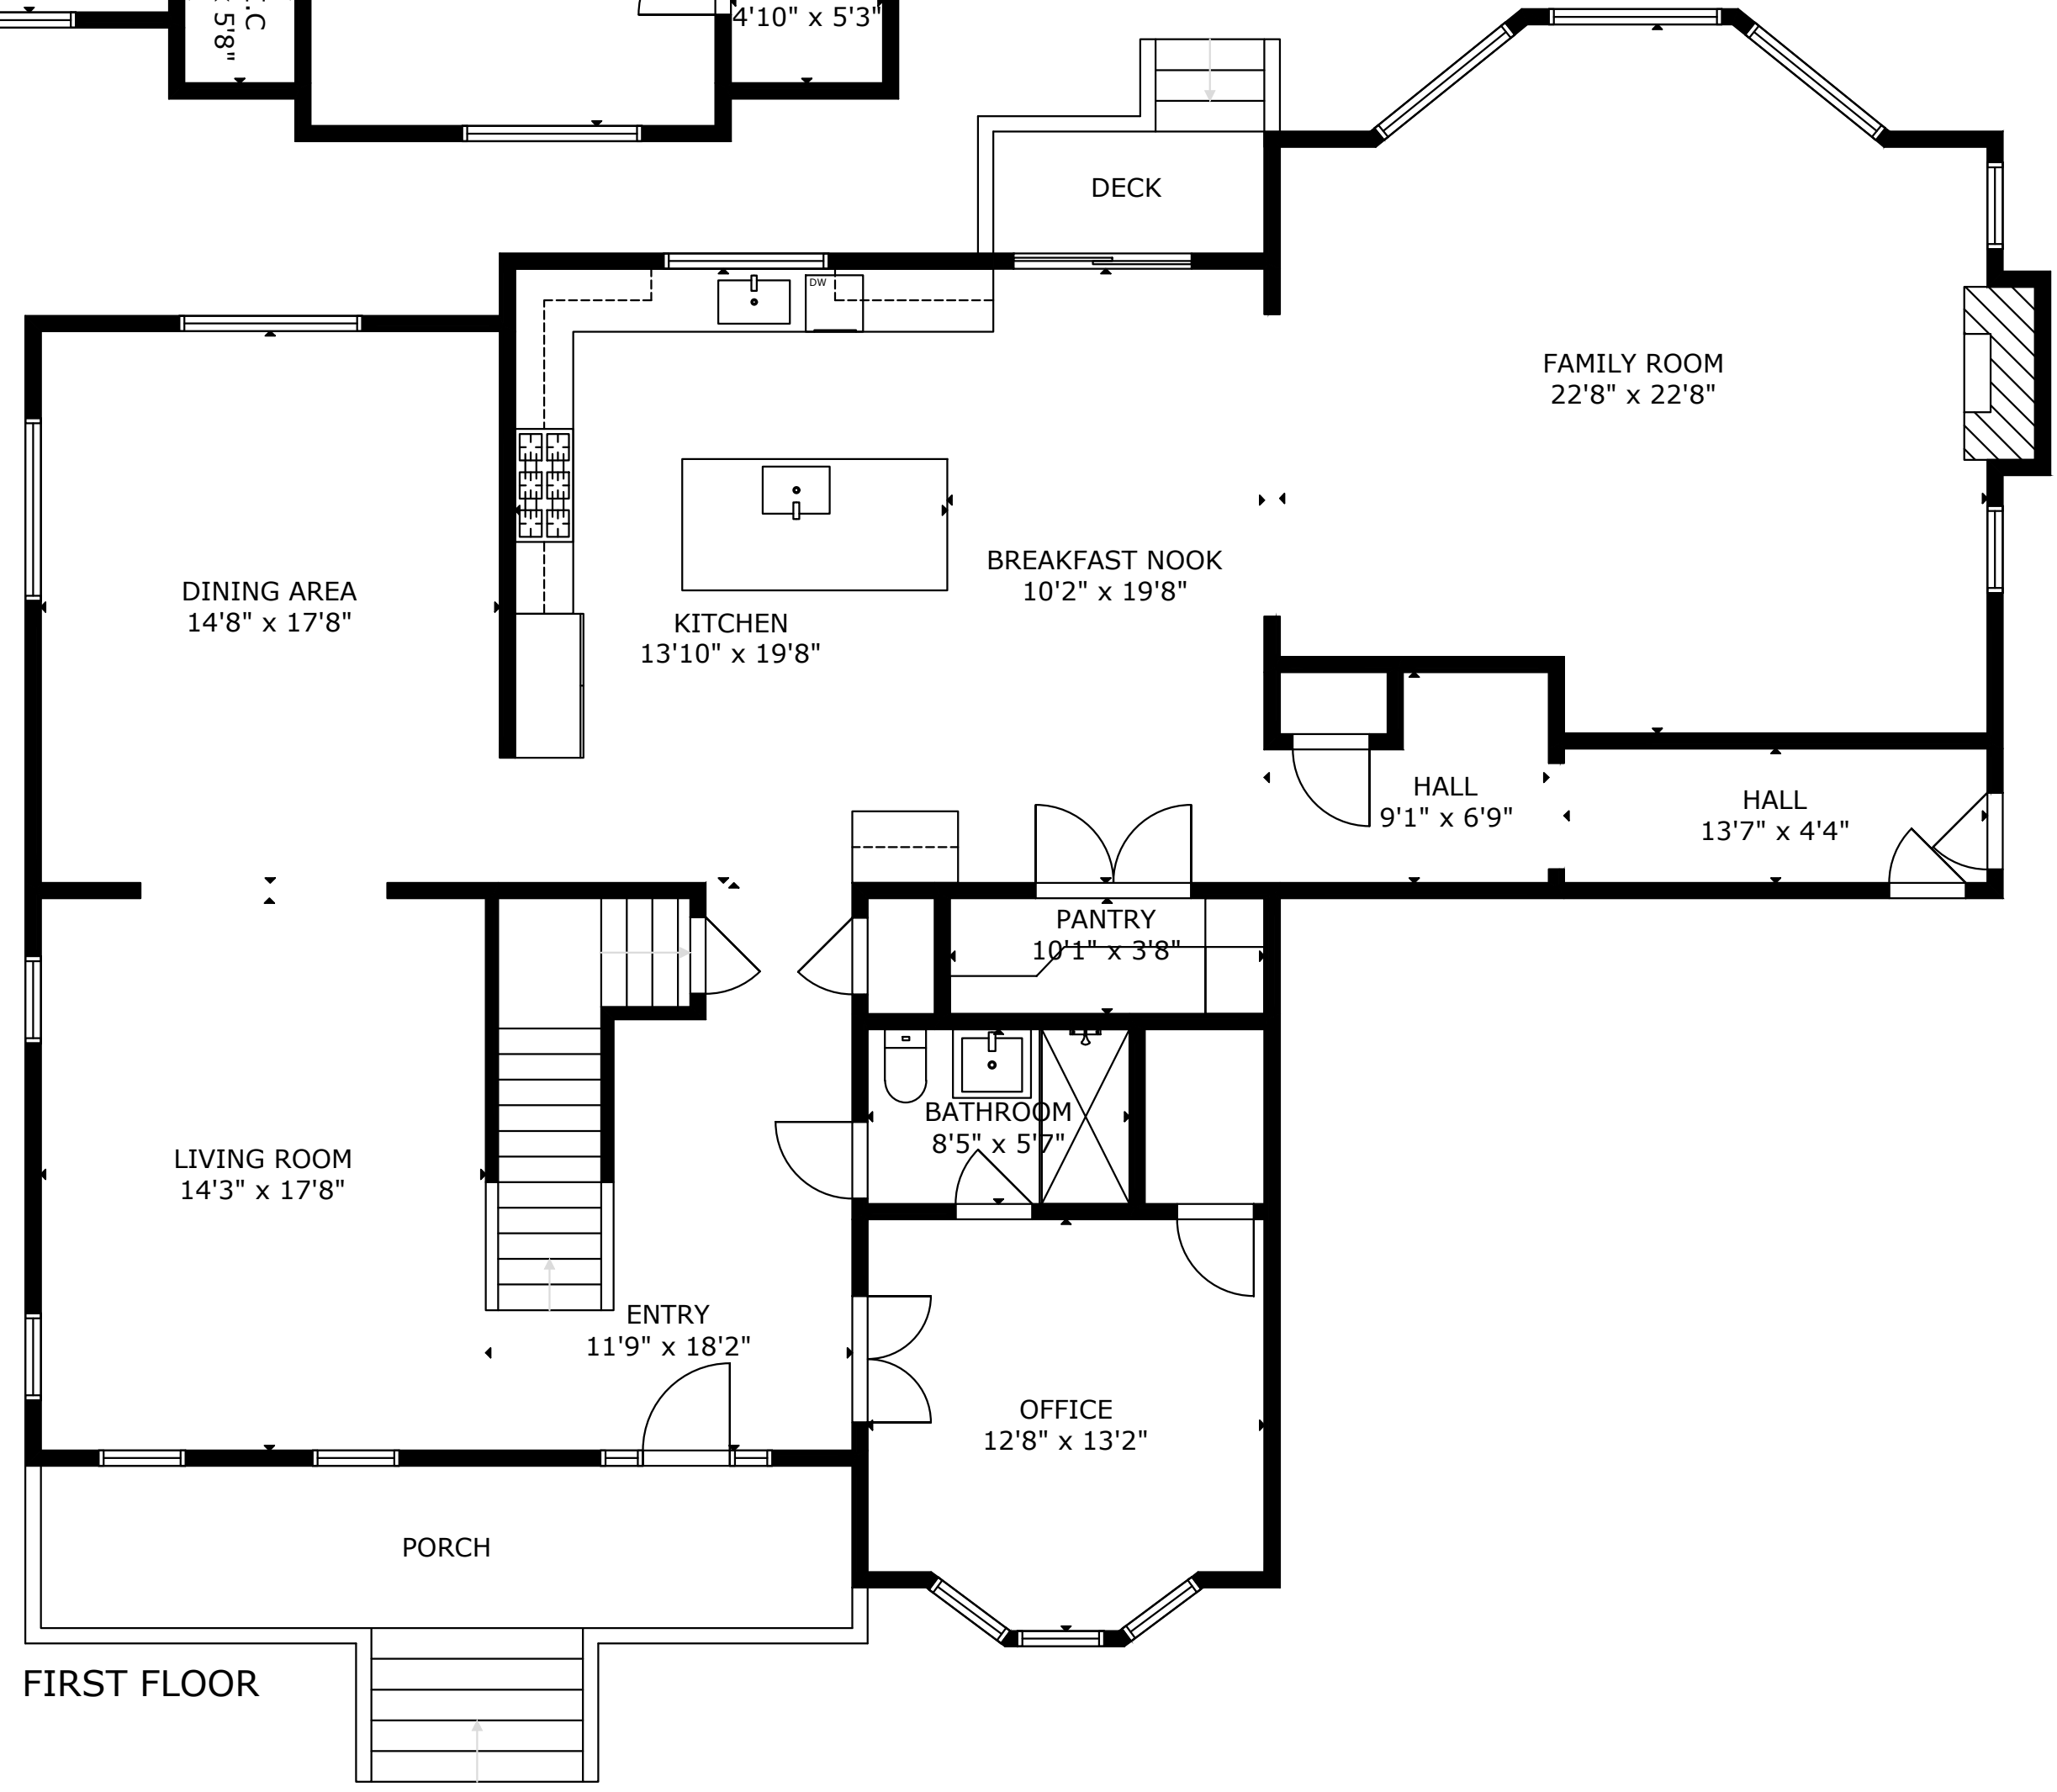 4'10" x 5'3"
5'8"
DECK
DW
FAMILY ROOM
22'8" x 22'8"
BREAKFAST NOOK
10'2" x 19'8"
DINING AREA
14'8" x 17'8"
KITCHEN
13'10" x 19'8"
HALL
9'1" x 6'9"
HALL
13'7" x 4'4"
PANTRY
10'1" x 3'8"
BATHROOM
8'5" x 5'7"
LIVING ROOM
14'3" x 17'8"
ENTRY
11'9" x 18'2"
OFFICE
12'8" x 13'2"
PORCH
FIRST FLOOR